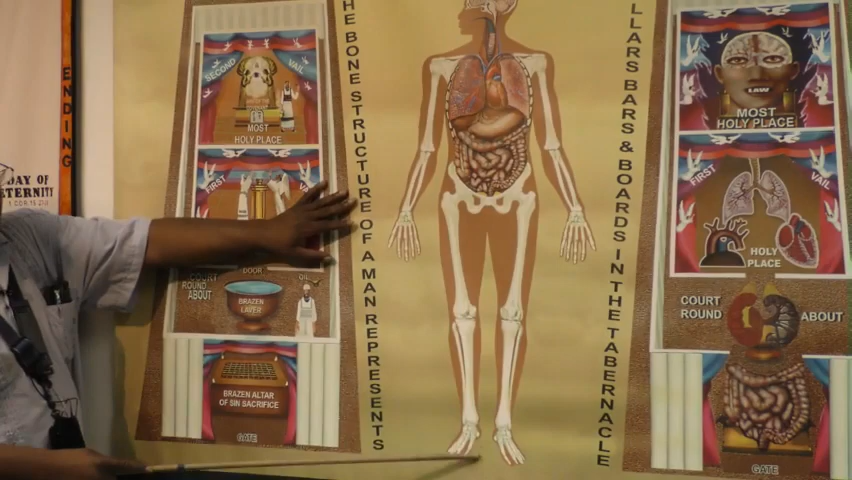 ENDING
DAY OF
SECOND
VAIL
MOST
HOLY PLACE
FIRST
VA
DOOR
OIL
COURT
ROUND
ABOUT
BRAZEN
LAVER
BRAZEN ALTAR
OF SIN SACRIFICE
GATE
HE BONE STRUCTURE OF A MAN REPRESENTS
LLARS BARS & BOARDS IN THE TABERNACLE
LAW
MOST
HOLY PLACE
FIRST
VAIL
HOLY
PLACE
COURT
ROUND
ABOUT
GATE